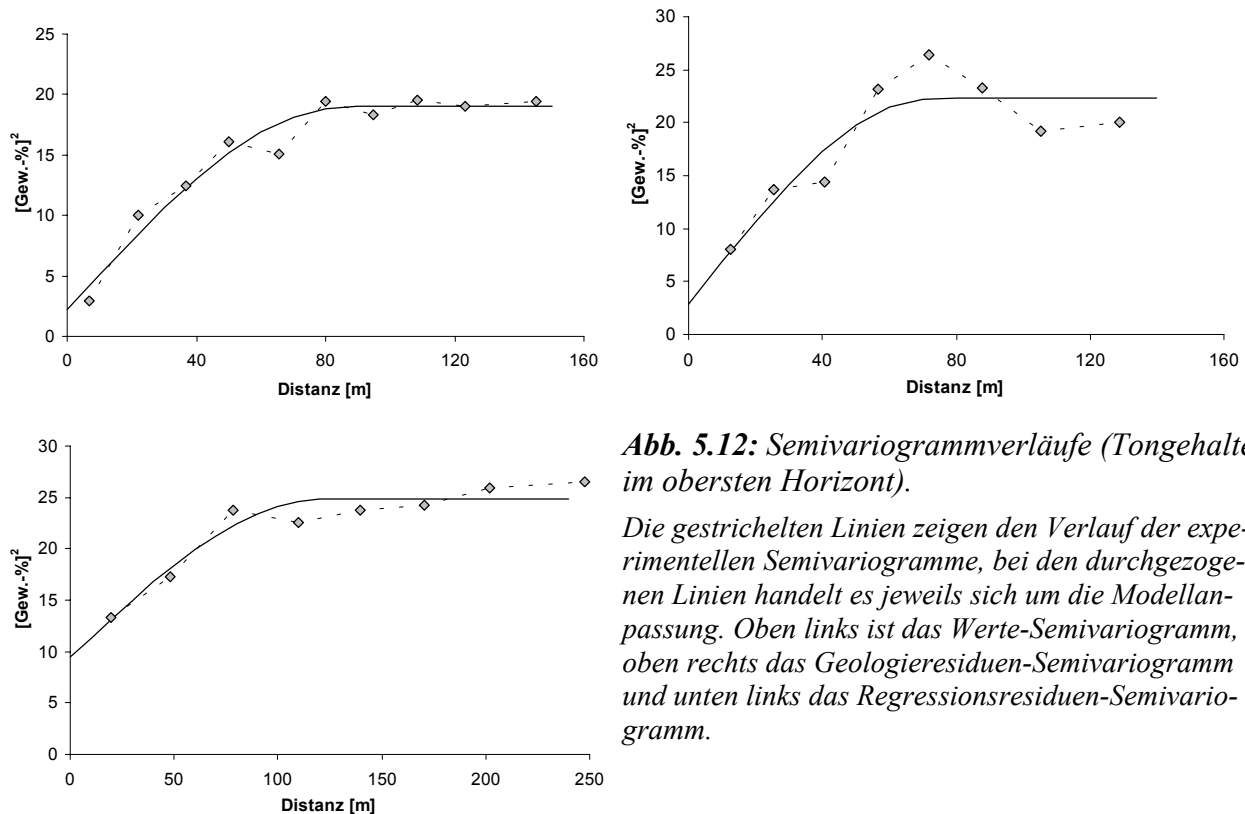 25
20
15
10
5
0
[Gew.-%]²
0 40 80 120 160
Distanz [m]
30
25
20
15
10
5
0
[Gew.-%]²
0 40 80 120 160
Distanz [m]
30
25
20
15
10
5
0
[Gew.-%]²
0 50 100 150 200 250
Distanz [m]
Abb. 5.12: Semivariogrammverläufe (Tongehalte
im obersten Horizont).
Die gestrichelten Linien zeigen den Verlauf der expe-
rimentellen Semivariogramme, bei den durchgezoge-
nen Linien handelt es jeweils sich um die Modellan-
passung. Oben links ist das Werte-Semivariogramm,
oben rechts das Geologieresiduen-Semivariogramm
und unten links das Regressionsresiduen-Semivario-
gramm.